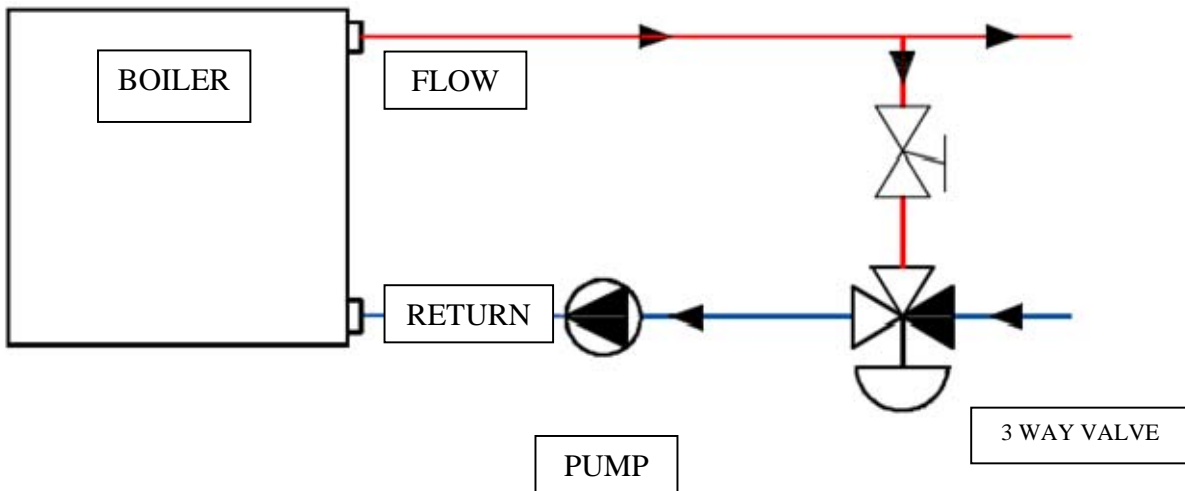 BOILER
FLOW
RETURN
3 WAY VALVE
PUMP